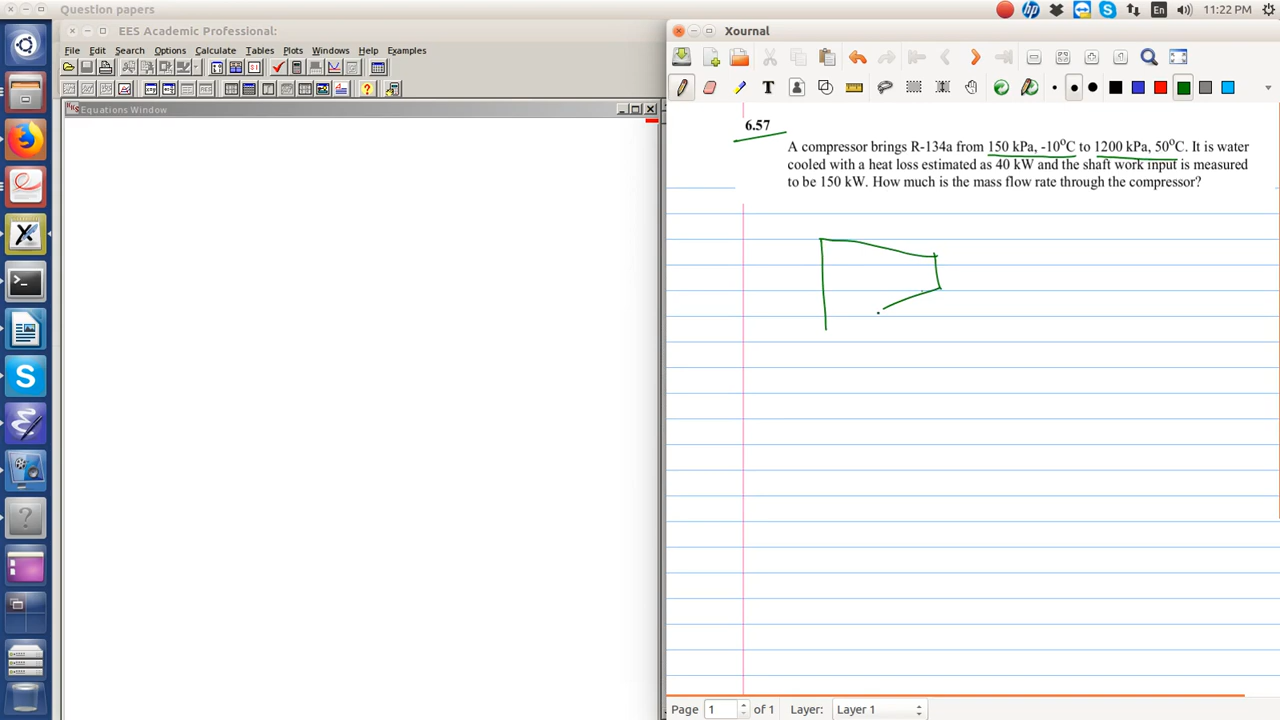 Question papers
En
11:22 PM
EES Academic Professional:
File Edit Search Options Calculate Tables Plots Windows Help Examples
Equations Window
Xournal
6.57
A compressor brings R-134a from 150 kPa, -10⁰C to 1200 kPa, 50⁰C. It is water
cooled with a heat loss estimated as 40 kW and the shaft work input is measured
to be 150 kW. How much is the mass flow rate through the compressor?
Page 1 of 1 Layer: Layer 1